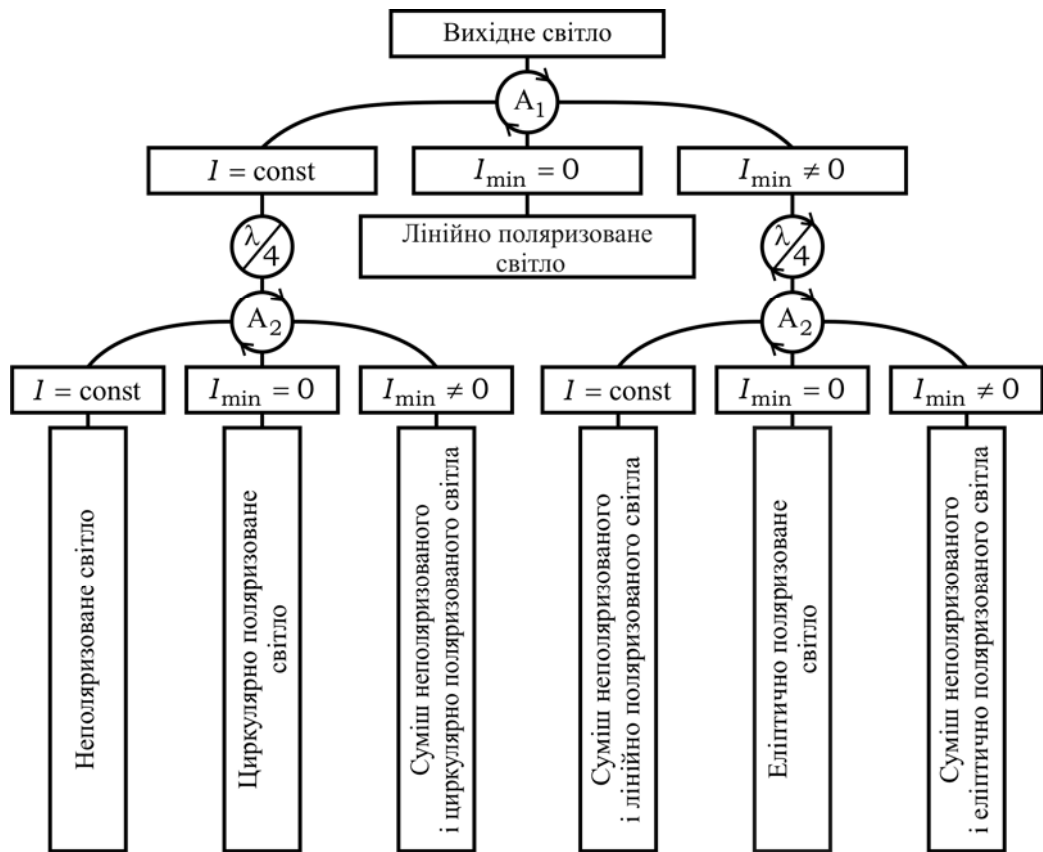 Вихідне світло
A₁
I = const
I_min = 0
I_min ≠ 0
λ/4
Лінійно поляризоване
світло
λ/4
A₂
A₂
I = const
I_min = 0
I_min ≠ 0
I = const
I_min = 0
I_min ≠ 0
Неполяризоване світло
Циркулярно поляризоване
світло
Суміш неполяризованого
і циркулярно поляризованого світла
Суміш неполяризованого
і лінійно поляризованого світла
Еліптично поляризоване
світло
Суміш неполяризованого
і еліптично поляризованого світла